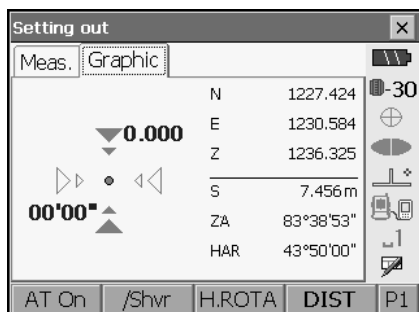 Setting out
Meas. Graphic
0.000
00'00"
N 1227.424
E 1230.584
Z 1236.325
S 7.456m
ZA 83°38'53"
HAR 43°50'00"
-30
1
AT On /Shvr H.ROTA DIST P1